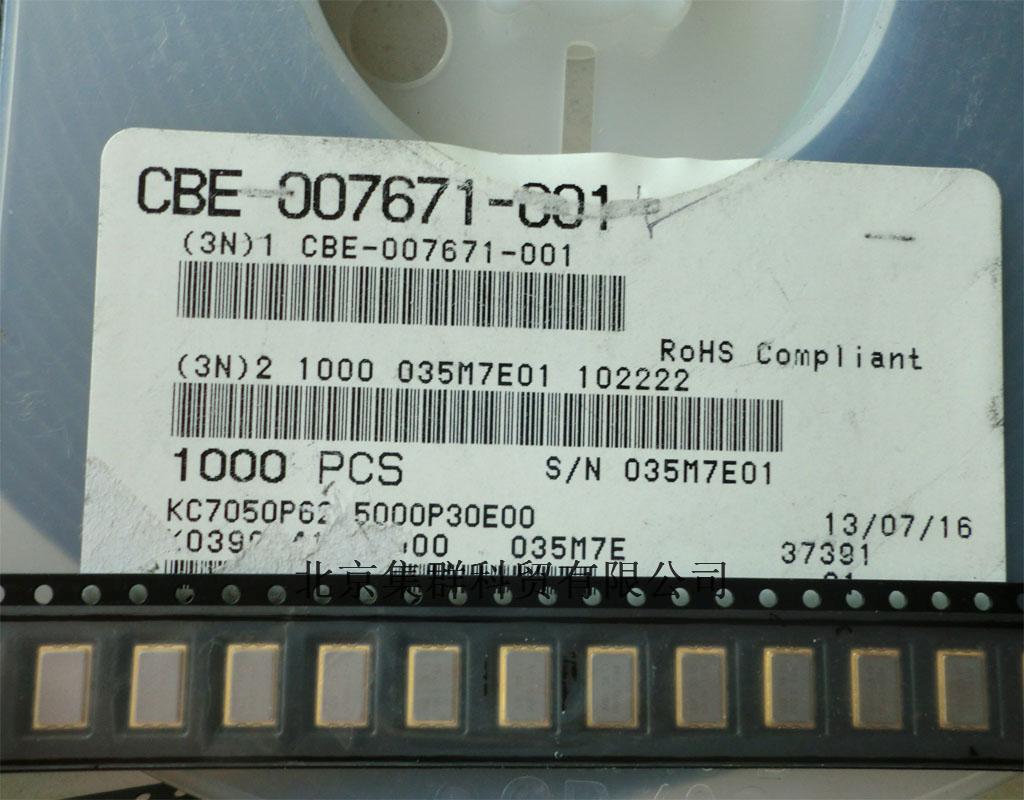 CBE-007671-001
(3N)1 CBE-007671-001
RoHS Compliant
(3N)2 1000 035M7E01 102222
1000 PCS S/N 035M7E01
5000P30E00
13/07/16
035M7E 37391
北京集群科贸有限公司